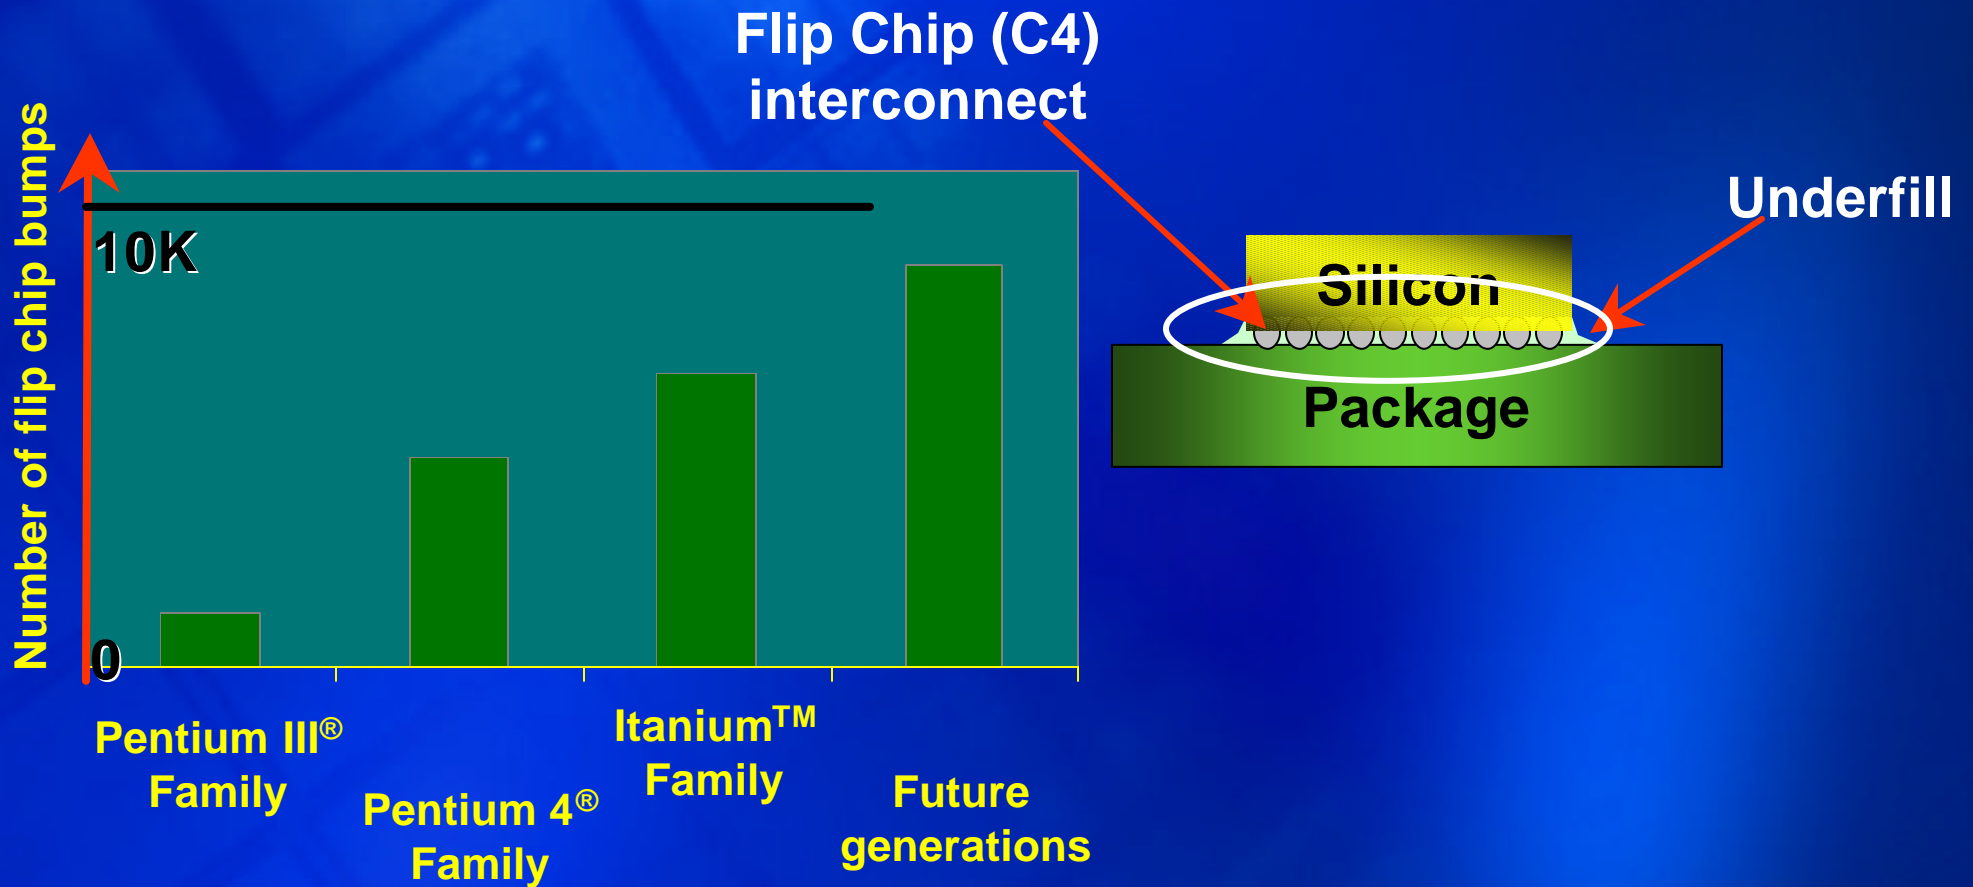 Flip Chip (C4)
interconnect
Underfill
Number of flip chip bumps
10K
0
Silicon
Package
Pentium III®
Family
Pentium 4®
Family
Itanium™
Family
Future
generations